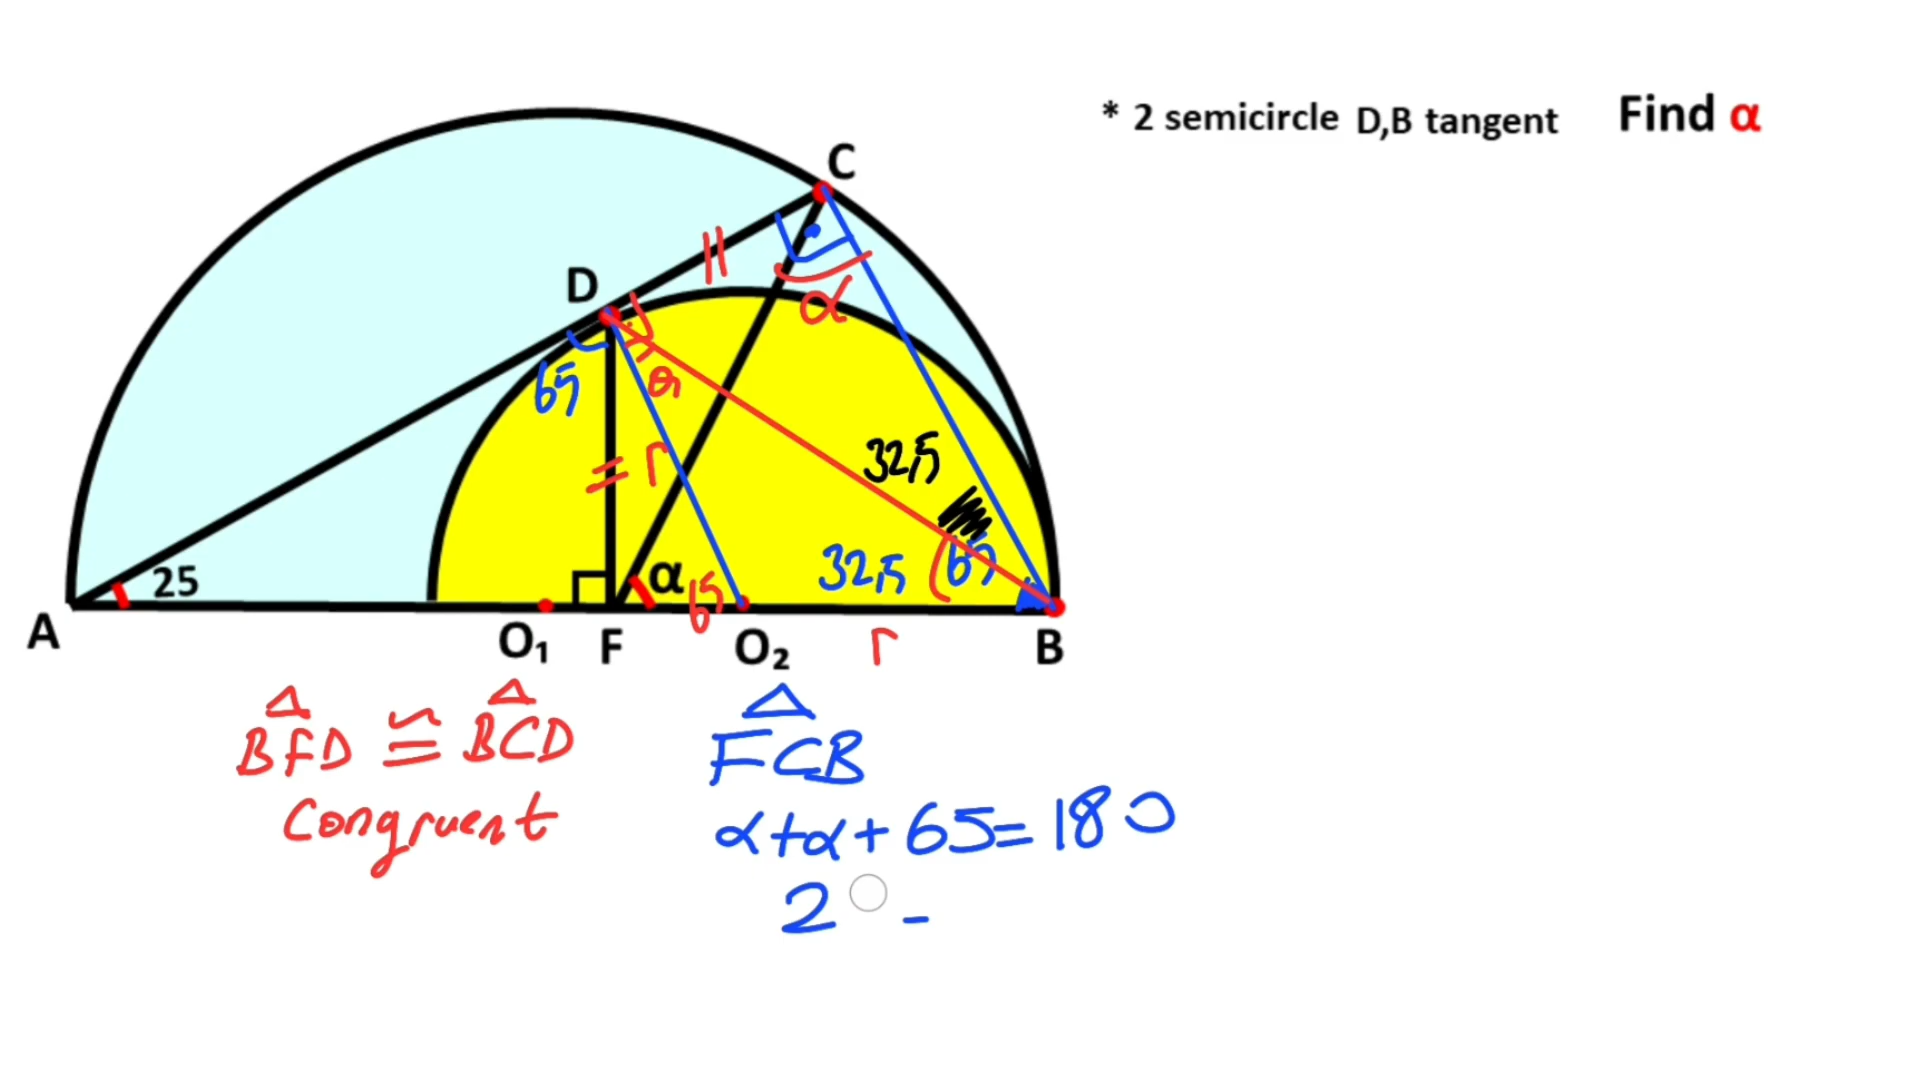 * 2 semicircle D,B tangent Find α
C
D
65 θ
α
= r
32,5
25
α 65
32,5 65
A O₁ F O₂ r B
BFD ≅ BCD
Congruent
FCB
α+α+65=180
2 -